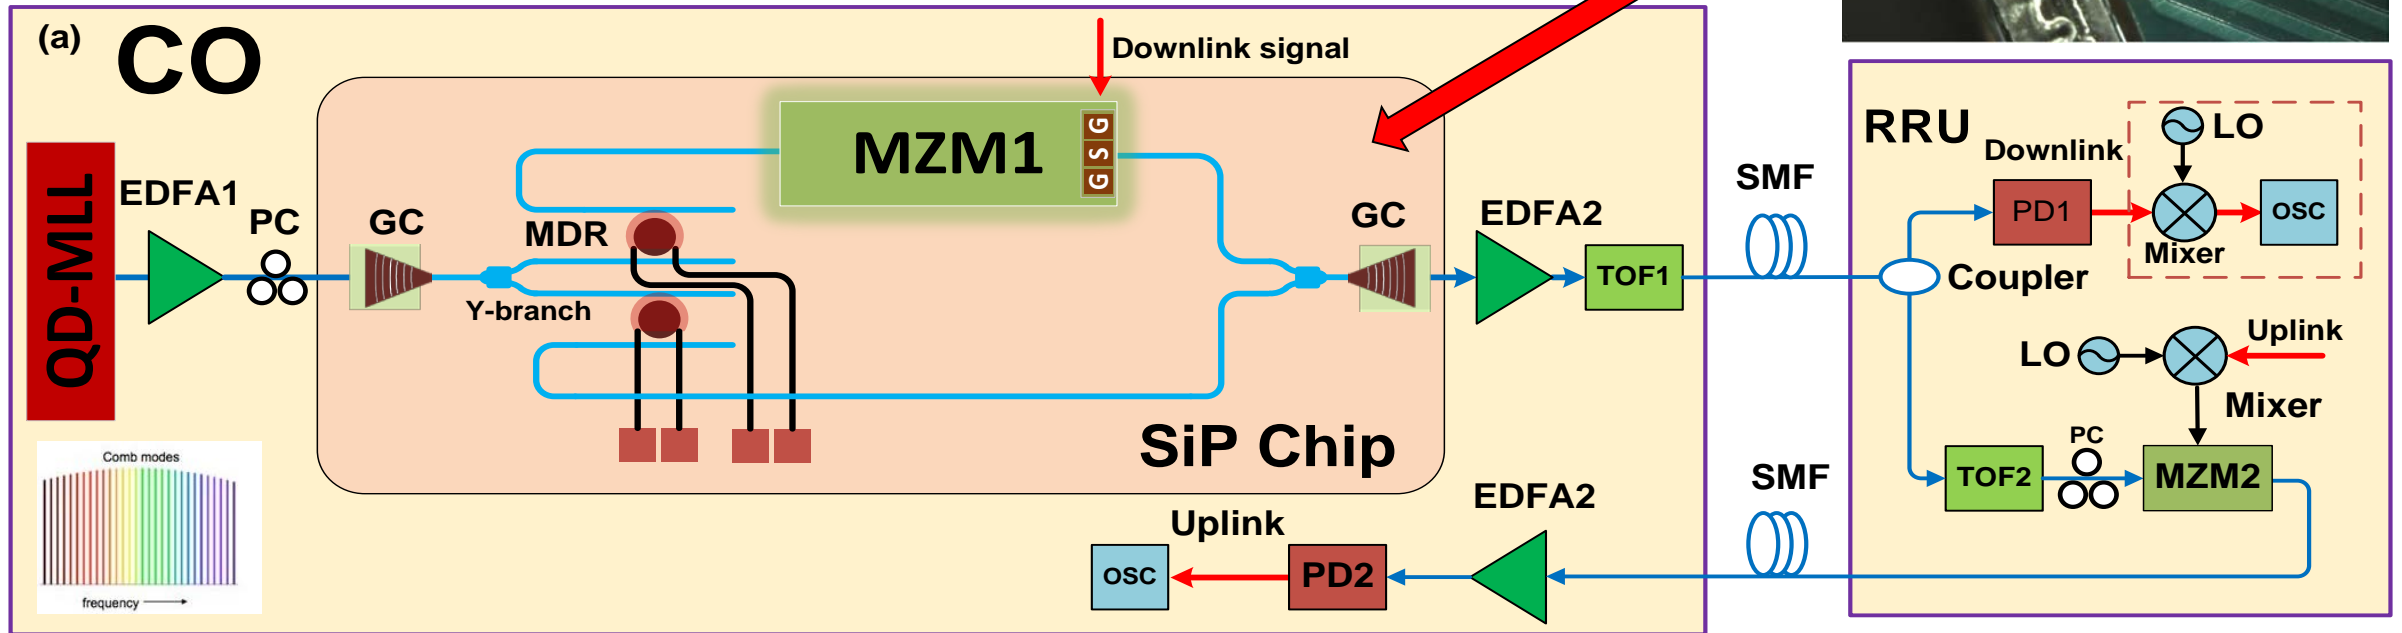 (a)
CO
Downlink signal
MZM1
G
S
G
QD-MLL
EDFA1
PC
GC
MDR
Y-branch
GC
EDFA2
TOF1
SiP Chip
SMF
RRU
Downlink
LO
PD1
Mixer
OSC
Coupler
LO
Uplink
Mixer
PC
TOF2
MZM2
SMF
EDFA2
Uplink
PD2
OSC
Comb modes
frequency